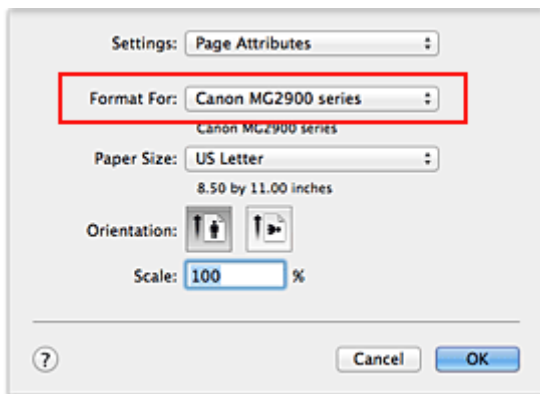 Settings: Page Attributes
Format For: Canon MG2900 series
Canon MG2900 series
Paper Size: US Letter
8.50 by 11.00 inches
Orientation:
Scale: 100 %
? Cancel OK